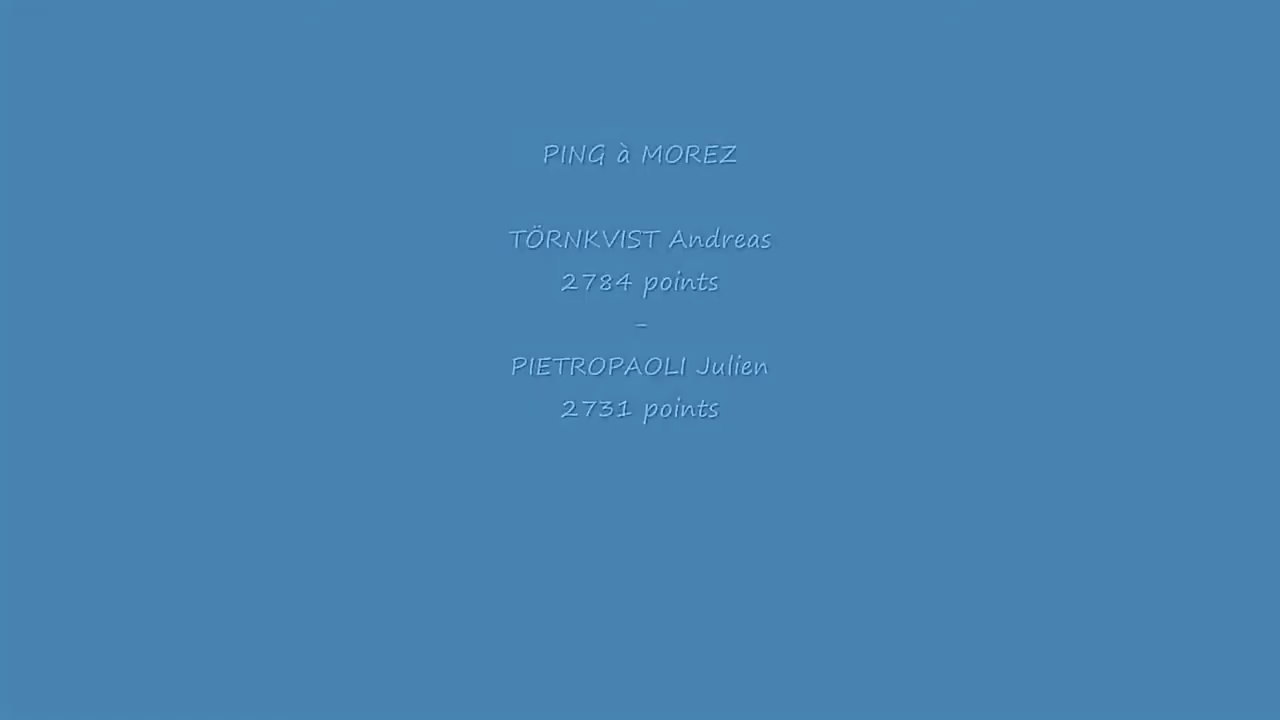 PING à MOREZ
TÖRNKVIST Andreas
2784 points
-
PIETROPAOLI Julien
2731 points